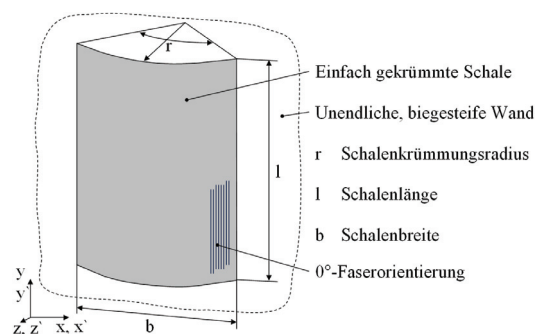 r
Einfach gekrümmte Schale
Unendliche, biegesteife Wand
r Schalenkrümmungsradius
l
l Schalenlänge
b Schalenbreite
0°-Faserorientierung
y
y`
z, z` x, x`
b